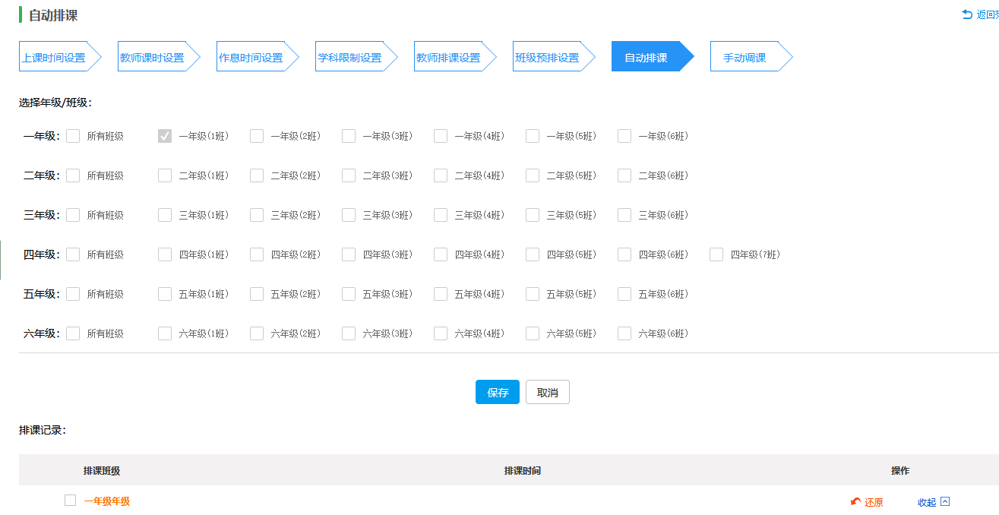 自动排课
返回
上课时间设置 教师课时设置 作息时间设置 学科限制设置 教师排课设置 班级预排设置 自动排课 手动调课
选择年级/班级：
一年级： 所有班级 一年级(1班) 一年级(2班) 一年级(3班) 一年级(4班) 一年级(5班) 一年级(6班)
二年级： 所有班级 二年级(1班) 二年级(2班) 二年级(3班) 二年级(4班) 二年级(5班) 二年级(6班)
三年级： 所有班级 三年级(1班) 三年级(2班) 三年级(3班) 三年级(4班) 三年级(5班) 三年级(6班)
四年级： 所有班级 四年级(1班) 四年级(2班) 四年级(3班) 四年级(4班) 四年级(5班) 四年级(6班) 四年级(7班)
五年级： 所有班级 五年级(1班) 五年级(2班) 五年级(3班) 五年级(4班) 五年级(5班) 五年级(6班)
六年级： 所有班级 六年级(1班) 六年级(2班) 六年级(3班) 六年级(4班) 六年级(5班) 六年级(6班)
保存 取消
排课记录：
排课班级 排课时间 操作
一年级年级 还原 收起